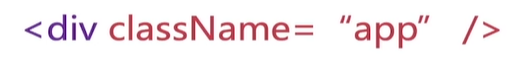 <div className= “app” />